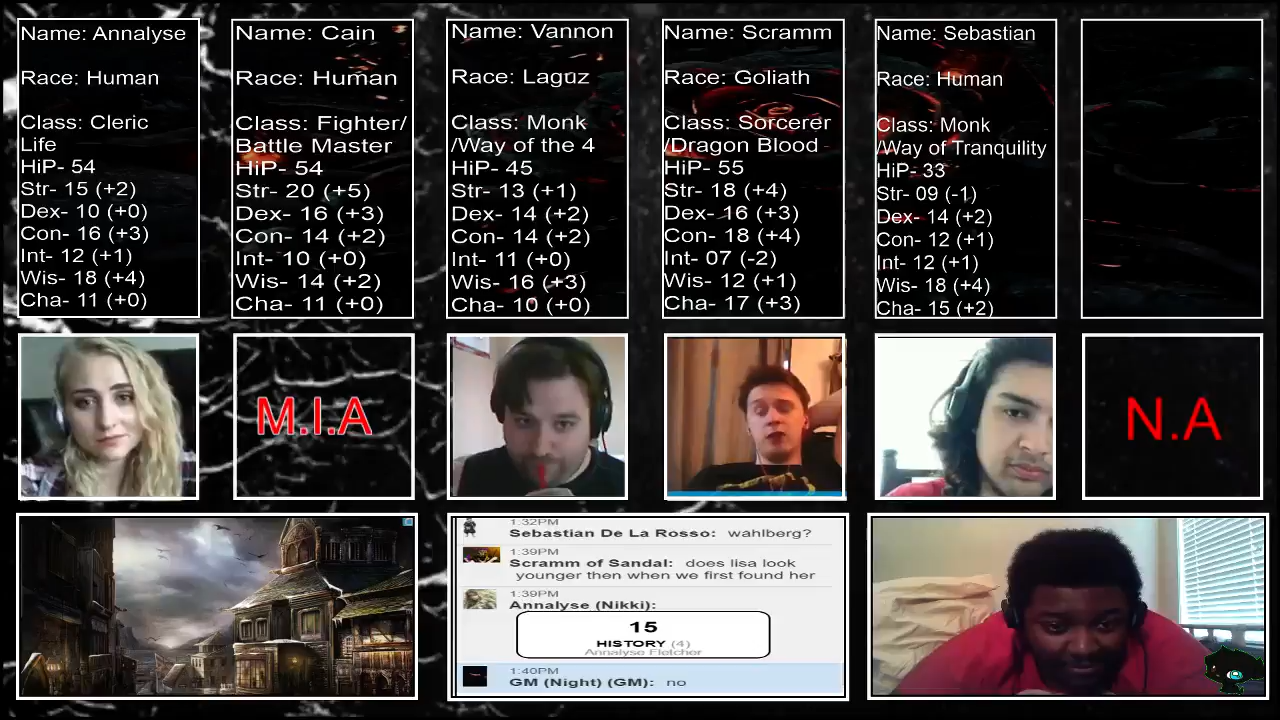 Name: Annalyse
Race: Human
Class: Cleric
Life
HiP- 54
Str- 15 (+2)
Dex- 10 (+0)
Con- 16 (+3)
Int- 12 (+1)
Wis- 18 (+4)
Cha- 11 (+0)
Name: Cain
Race: Human
Class: Fighter/
Battle Master
HiP- 54
Str- 20 (+5)
Dex- 16 (+3)
Con- 14 (+2)
Int- 10 (+0)
Wis- 14 (+2)
Cha- 11 (+0)
Name: Vannon
Race: Laguz
Class: Monk
/Way of the 4
HiP- 45
Str- 13 (+1)
Dex- 14 (+2)
Con- 14 (+2)
Int- 11 (+0)
Wis- 16 (+3)
Cha- 10 (+0)
Name: Scramm
Race: Goliath
Class: Sorcerer
/Dragon Blood
HiP- 55
Str- 18 (+4)
Dex- 16 (+3)
Con- 18 (+4)
Int- 07 (-2)
Wis- 12 (+1)
Cha- 17 (+3)
Name: Sebastian
Race: Human
Class: Monk
/Way of Tranquility
HiP- 33
Str- 09 (-1)
Dex- 14 (+2)
Con- 12 (+1)
Int- 12 (+1)
Wis- 18 (+4)
Cha- 15 (+2)
M.I.A
N.A
1:32PM
Sebastian De La Rosso: wahlberg?
1:39PM
Scramm of Sandal: does lisa look
younger then when we first found her
1:39PM
Annalyse (Nikki):
15
HISTORY (4)
Annalyse Fletcher
1:40PM
GM (Night) (GM): no